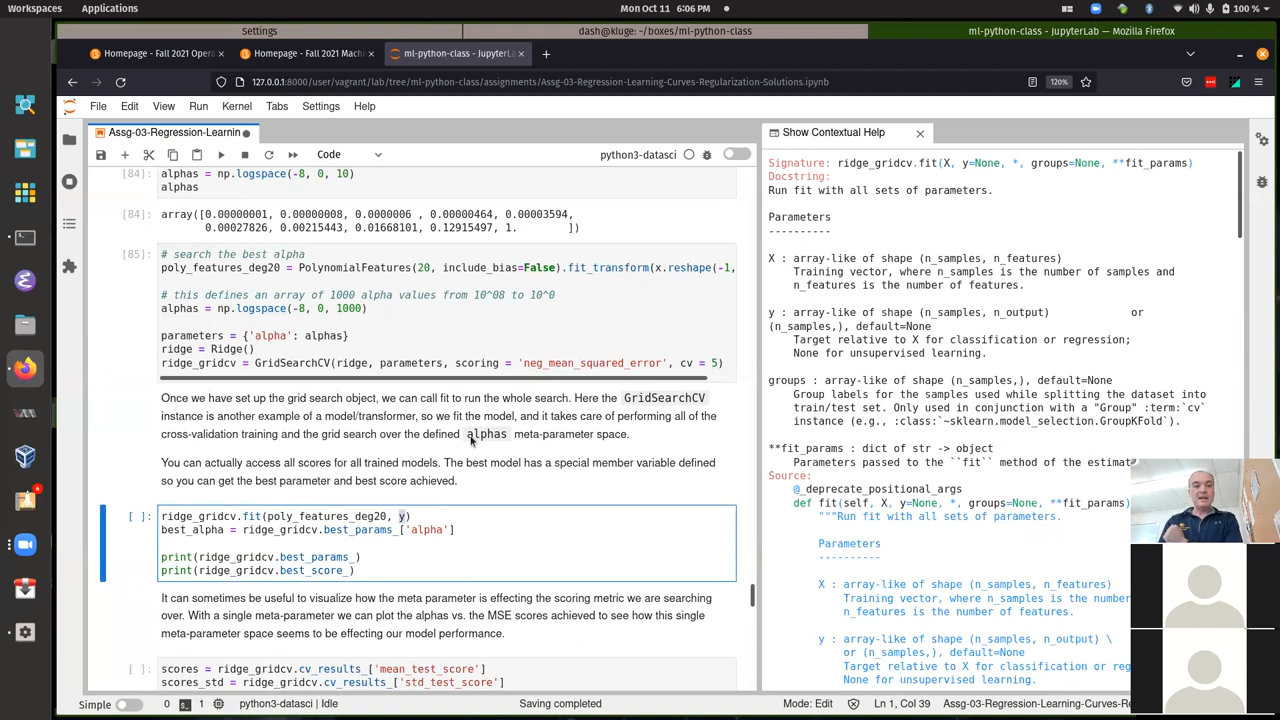 Workspaces Applications Mon Oct 11 6:06 PM 100 %
Settings dash@kluge: ~/boxes/ml-python-class ml-python-class - JupyterLab — Mozilla Firefox
Homepage - Fall 2021 Opera Homepage - Fall 2021 Machi ml-python-class - JupyterLa
127.0.0.1:8000/user/vagrant/lab/tree/ml-python-class/assignments/Assg-03-Regression-Learning-Curves-Regularization-Solutions.ipynb 120%
File Edit View Run Kernel Tabs Settings Help
Assg-03-Regression-Learnin
Code python3-datasci
[84]: alphas = np.logspace(-8, 0, 10)
alphas
[84]: array([0.00000001, 0.00000008, 0.0000006 , 0.00000464, 0.00003594,
0.00027826, 0.00215443, 0.01668101, 0.12915497, 1. ])
[85]: # search the best alpha
poly_features_deg20 = PolynomialFeatures(20, include_bias=False).fit_transform(x.reshape(-1,
# this defines an array of 1000 alpha values from 10^08 to 10^0
alphas = np.logspace(-8, 0, 1000)
parameters = {'alpha': alphas}
ridge = Ridge()
ridge_gridcv = GridSearchCV(ridge, parameters, scoring = 'neg_mean_squared_error', cv = 5)
Once we have set up the grid search object, we can call fit to run the whole search. Here the GridSearchCV
instance is another example of a model/transformer, so we fit the model, and it takes care of performing all of the
cross-validation training and the grid search over the defined alphas meta-parameter space.
You can actually access all scores for all trained models. The best model has a special member variable defined
so you can get the best parameter and best score achieved.
[ ]: ridge_gridcv.fit(poly_features_deg20, y)
best_alpha = ridge_gridcv.best_params_['alpha']
print(ridge_gridcv.best_params_)
print(ridge_gridcv.best_score_)
It can sometimes be useful to visualize how the meta parameter is effecting the scoring metric we are searching
over. With a single meta-parameter we can plot the alphas vs. the MSE scores achieved to see how this single
meta-parameter space seems to be effecting our model performance.
[ ]: scores = ridge_gridcv.cv_results_['mean_test_score']
scores_std = ridge_gridcv.cv_results_['std_test_score']
Show Contextual Help
Signature: ridge_gridcv.fit(X, y=None, *, groups=None, **fit_params)
Docstring:
Run fit with all sets of parameters.
Parameters
----------
X : array-like of shape (n_samples, n_features)
Training vector, where n_samples is the number of samples and
n_features is the number of features.
y : array-like of shape (n_samples, n_output) or
(n_samples,), default=None
Target relative to X for classification or regression;
None for unsupervised learning.
groups : array-like of shape (n_samples,), default=None
Group labels for the samples used while splitting the dataset into
train/test set. Only used in conjunction with a "Group" :term:`cv`
instance (e.g., :class:`~sklearn.model_selection.GroupKFold`).
**fit_params : dict of str -> object
Parameters passed to the ``fit`` method of the estimat
Source:
@_deprecate_positional_args
def fit(self, X, y=None, *, groups=None, **fit_params)
"""Run fit with all sets of parameters.
Parameters
----------
X : array-like of shape (n_samples, n_features)
Training vector, where n_samples is the number
n_features is the number of features.
y : array-like of shape (n_samples, n_output) \
or (n_samples,), default=None
Target relative to X for classification or reg
None for unsupervised learning.
Simple 0 1 python3-datasci | Idle Saving completed Mode: Edit Ln 1, Col 39 Assg-03-Regression-Learning-Curves-Re